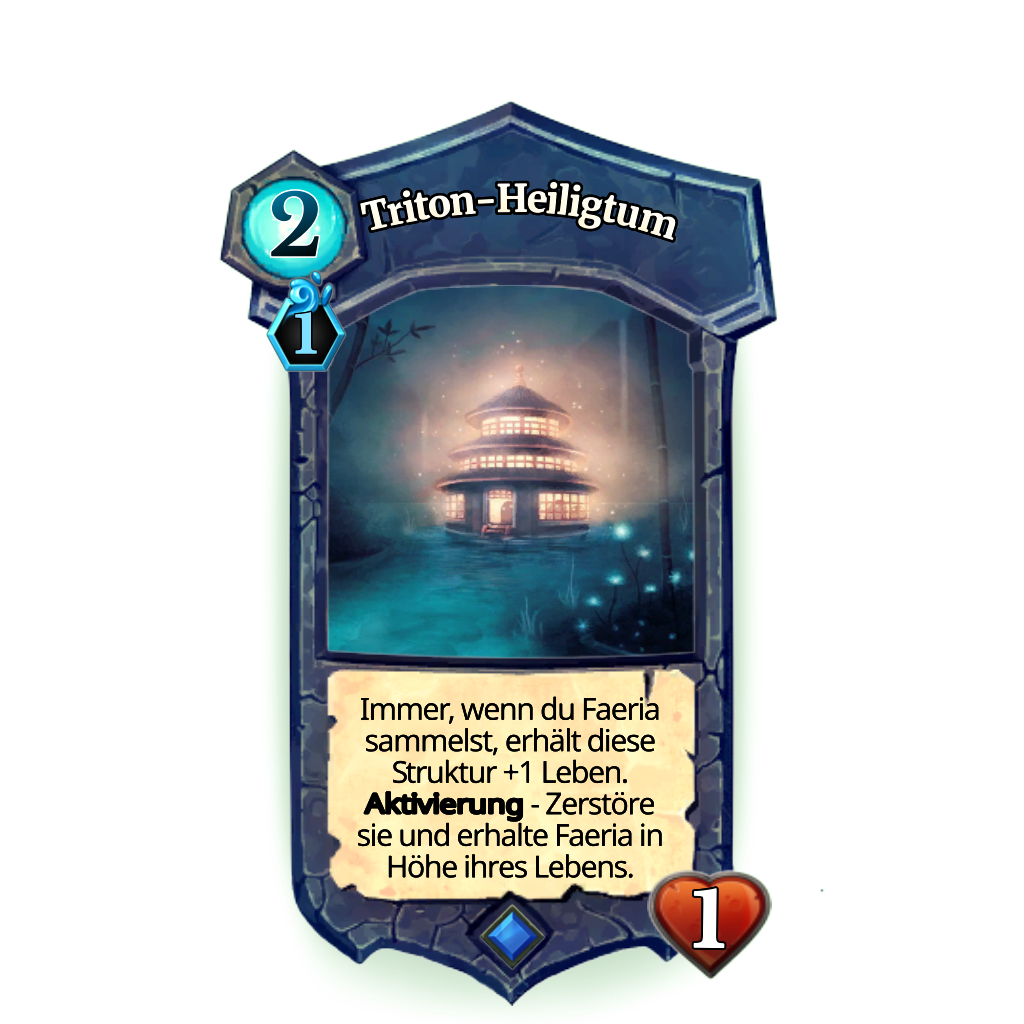 2
Triton-Heiligtum
1
Immer, wenn du Faeria
sammelst, erhält diese
Struktur +1 Leben.
Aktivierung - Zerstöre
sie und erhalte Faeria in
Höhe ihres Lebens.
1